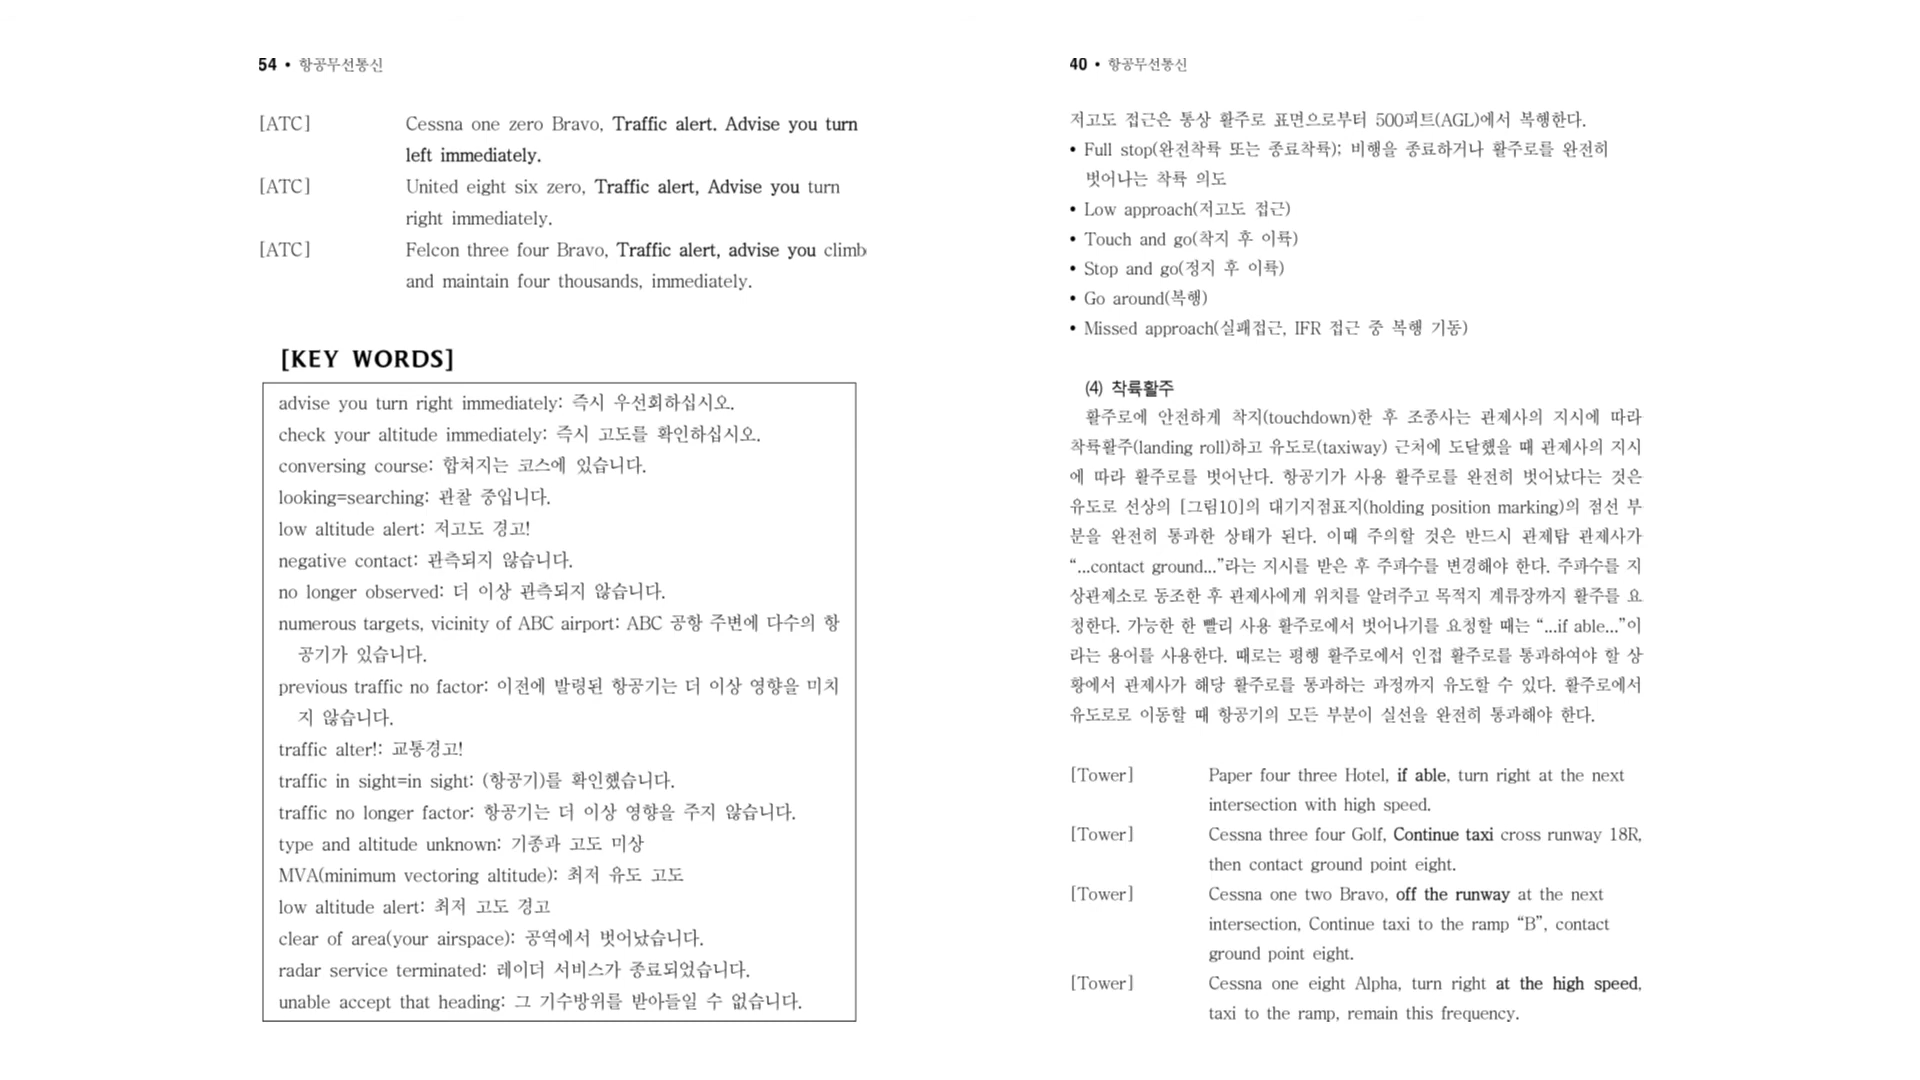 54 • 항공무선통신
[ATC] Cessna one zero Bravo, Traffic alert. Advise you turn
left immediately.
[ATC] United eight six zero, Traffic alert, Advise you turn
right immediately.
[ATC] Felcon three four Bravo, Traffic alert, advise you climb
and maintain four thousands, immediately.
[KEY WORDS]
advise you turn right immediately: 즉시 우선회하십시오.
check your altitude immediately: 즉시 고도를 확인하십시오.
conversing course: 합쳐지는 코스에 있습니다.
looking=searching: 관찰 중입니다.
low altitude alert: 저고도 경고!
negative contact: 관측되지 않습니다.
no longer observed: 더 이상 관측되지 않습니다.
numerous targets, vicinity of ABC airport: ABC 공항 주변에 다수의 항
공기가 있습니다.
previous traffic no factor: 이전에 발령된 항공기는 더 이상 영향을 미치
지 않습니다.
traffic alter!: 교통경고!
traffic in sight=in sight: (항공기)를 확인했습니다.
traffic no longer factor: 항공기는 더 이상 영향을 주지 않습니다.
type and altitude unknown: 기종과 고도 미상
MVA(minimum vectoring altitude): 최저 유도 고도
low altitude alert: 최저 고도 경고
clear of area(your airspace): 공역에서 벗어났습니다.
radar service terminated: 레이더 서비스가 종료되었습니다.
unable accept that heading: 그 기수방위를 받아들일 수 없습니다.
40 • 항공무선통신
저고도 접근은 통상 활주로 표면으로부터 500피트(AGL)에서 복행한다.
• Full stop(완전착륙 또는 종료착륙); 비행을 종료하거나 활주로를 완전히
벗어나는 착륙 의도
• Low approach(저고도 접근)
• Touch and go(착지 후 이륙)
• Stop and go(정지 후 이륙)
• Go around(복행)
• Missed approach(실패접근, IFR 접근 중 복행 기동)
(4) 착륙활주
활주로에 안전하게 착지(touchdown)한 후 조종사는 관제사의 지시에 따라
착륙활주(landing roll)하고 유도로(taxiway) 근처에 도달했을 때 관제사의 지시
에 따라 활주로를 벗어난다. 항공기가 사용 활주로를 완전히 벗어났다는 것은
유도로 선상의 [그림10]의 대기지점표지(holding position marking)의 점선 부
분을 완전히 통과한 상태가 된다. 이때 주의할 것은 반드시 관제탑 관제사가
“...contact ground...”라는 지시를 받은 후 주파수를 변경해야 한다. 주파수를 지
상관제소로 동조한 후 관제사에게 위치를 알려주고 목적지 계류장까지 활주를 요
청한다. 가능한 한 빨리 사용 활주로에서 벗어나기를 요청할 때는 “...if able...”이
라는 용어를 사용한다. 때로는 평행 활주로에서 인접 활주로를 통과하여야 할 상
황에서 관제사가 해당 활주로를 통과하는 과정까지 유도할 수 있다. 활주로에서
유도로로 이동할 때 항공기의 모든 부분이 실선을 완전히 통과해야 한다.
[Tower] Paper four three Hotel, if able, turn right at the next
intersection with high speed.
[Tower] Cessna three four Golf, Continue taxi cross runway 18R,
then contact ground point eight.
[Tower] Cessna one two Bravo, off the runway at the next
intersection, Continue taxi to the ramp “B”, contact
ground point eight.
[Tower] Cessna one eight Alpha, turn right at the high speed,
taxi to the ramp, remain this frequency.